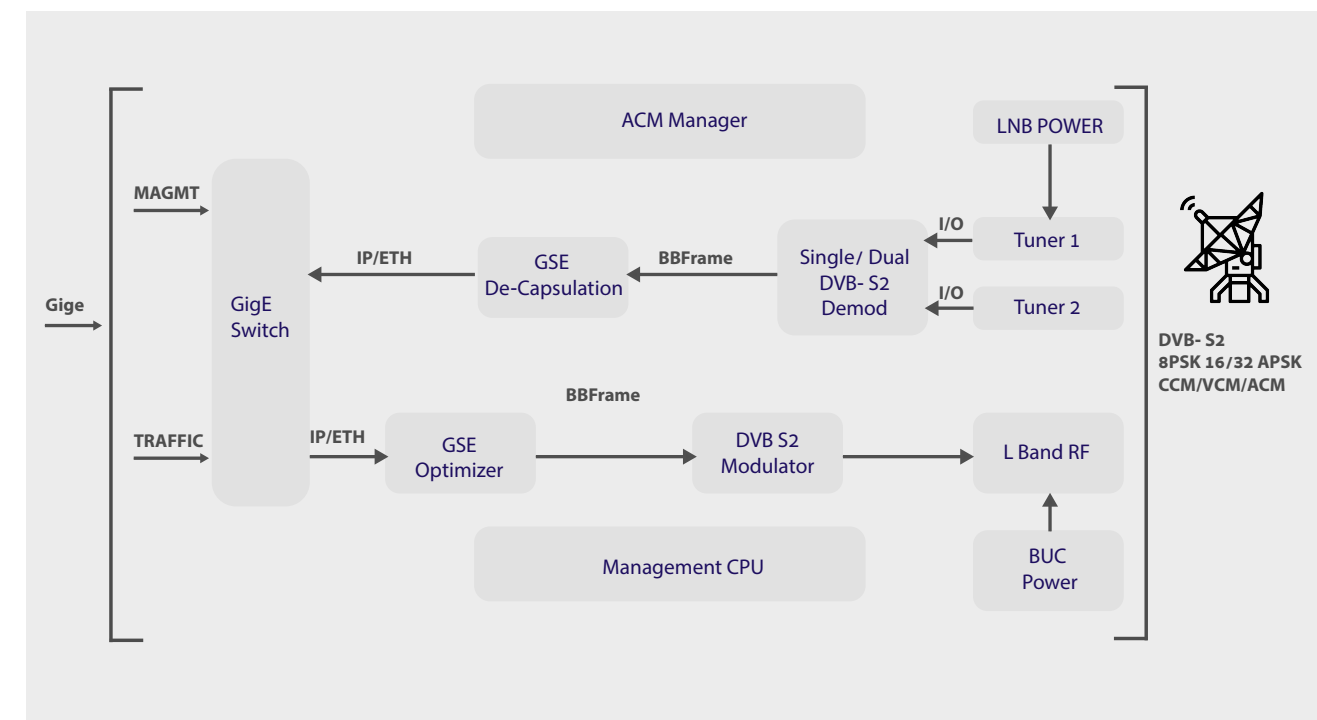 ACM Manager
LNB POWER
MAGMT
I/O
Tuner 1
IP/ETH
GSE
De-Capsulation
BBFrame
Single/ Dual
DVB- S2
Demod
I/O
Tuner 2
Gige
GigE
Switch
DVB- S2
8PSK 16/32 APSK
CCM/VCM/ACM
BBFrame
TRAFFIC
IP/ETH
GSE
Optimizer
DVB S2
Modulator
L Band RF
Management CPU
BUC
Power